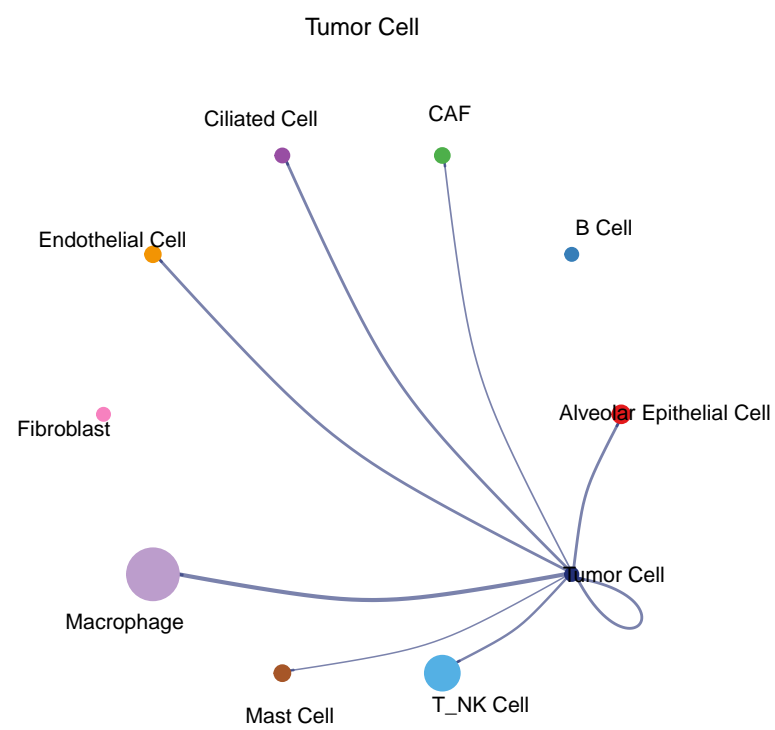 Tumor Cell
CAF
Ciliated Cell
B Cell
Endothelial Cell
Alveolar Epithelial Cell
Fibroblast
Tumor Cell
Macrophage
T_NK Cell
Mast Cell